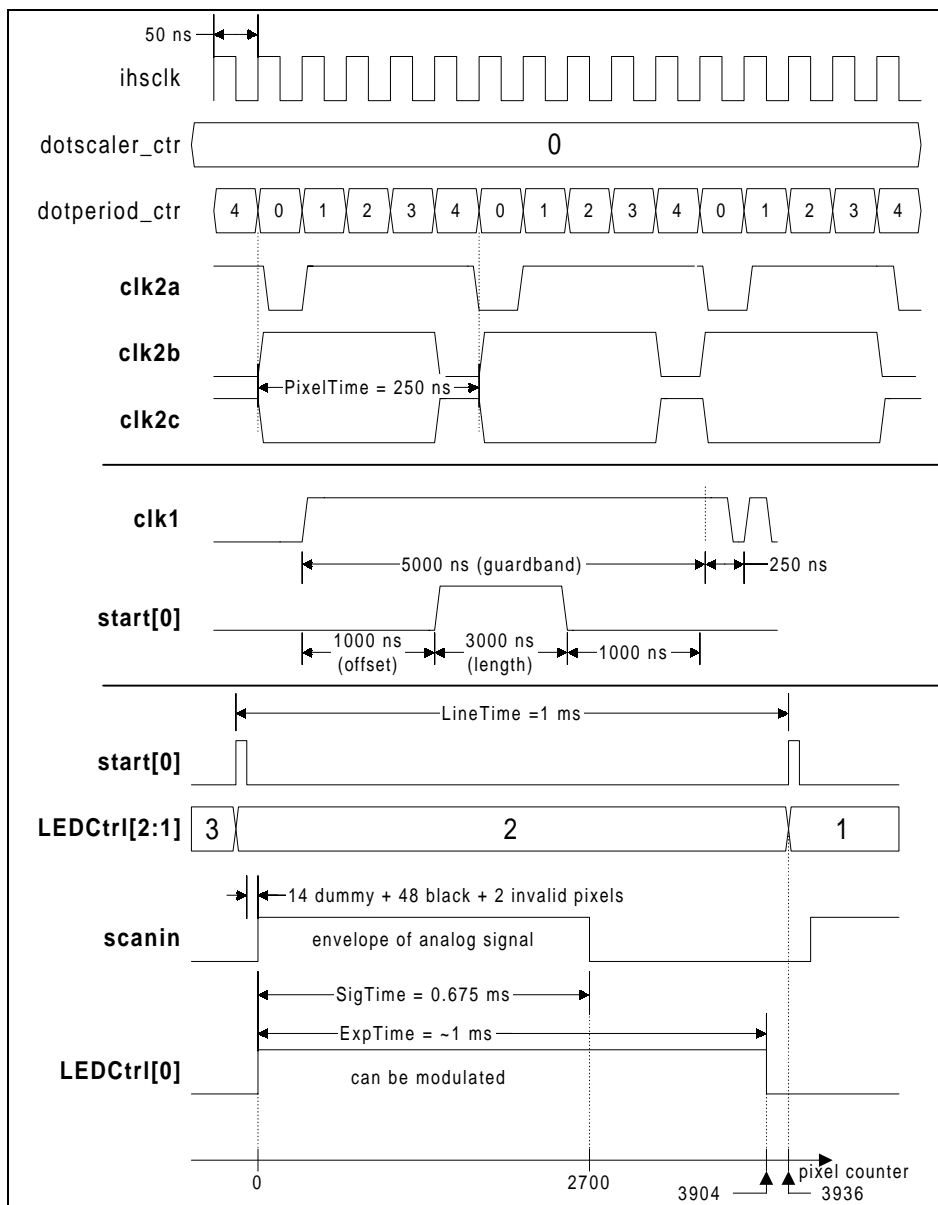 50 ns
ihsclk
dotscaler_ctr 0
dotperiod_ctr 4 0 1 2 3 4 0 1 2 3 4 0 1 2 3 4
clk2a
clk2b
PixelTime = 250 ns
clk2c
clk1
5000 ns (guardband) 250 ns
start[0]
1000 ns 3000 ns 1000 ns
(offset) (length)
LineTime =1 ms
start[0]
LEDCtrl[2:1] 3 2 1
14 dummy + 48 black + 2 invalid pixels
scanin envelope of analog signal
SigTime = 0.675 ms
ExpTime = ~1 ms
LEDCtrl[0] can be modulated
pixel counter
0 2700
3904 3936